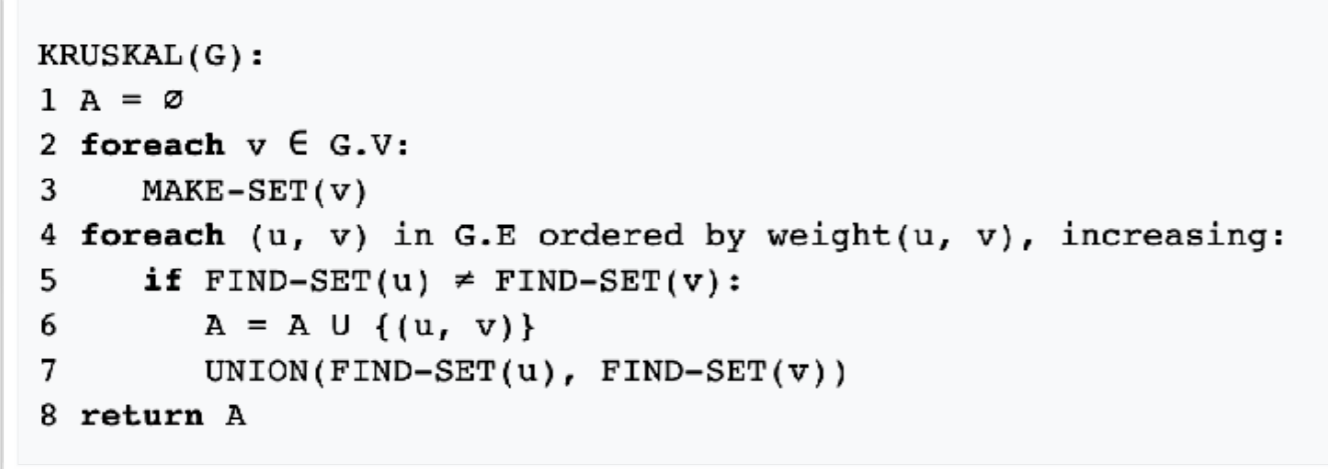 KRUSKAL(G):
1 A = ∅
2 foreach v ∈ G.V:
3 MAKE-SET(v)
4 foreach (u, v) in G.E ordered by weight(u, v), increasing:
5 if FIND-SET(u) ≠ FIND-SET(v):
6 A = A ∪ {(u, v)}
7 UNION(FIND-SET(u), FIND-SET(v))
8 return A